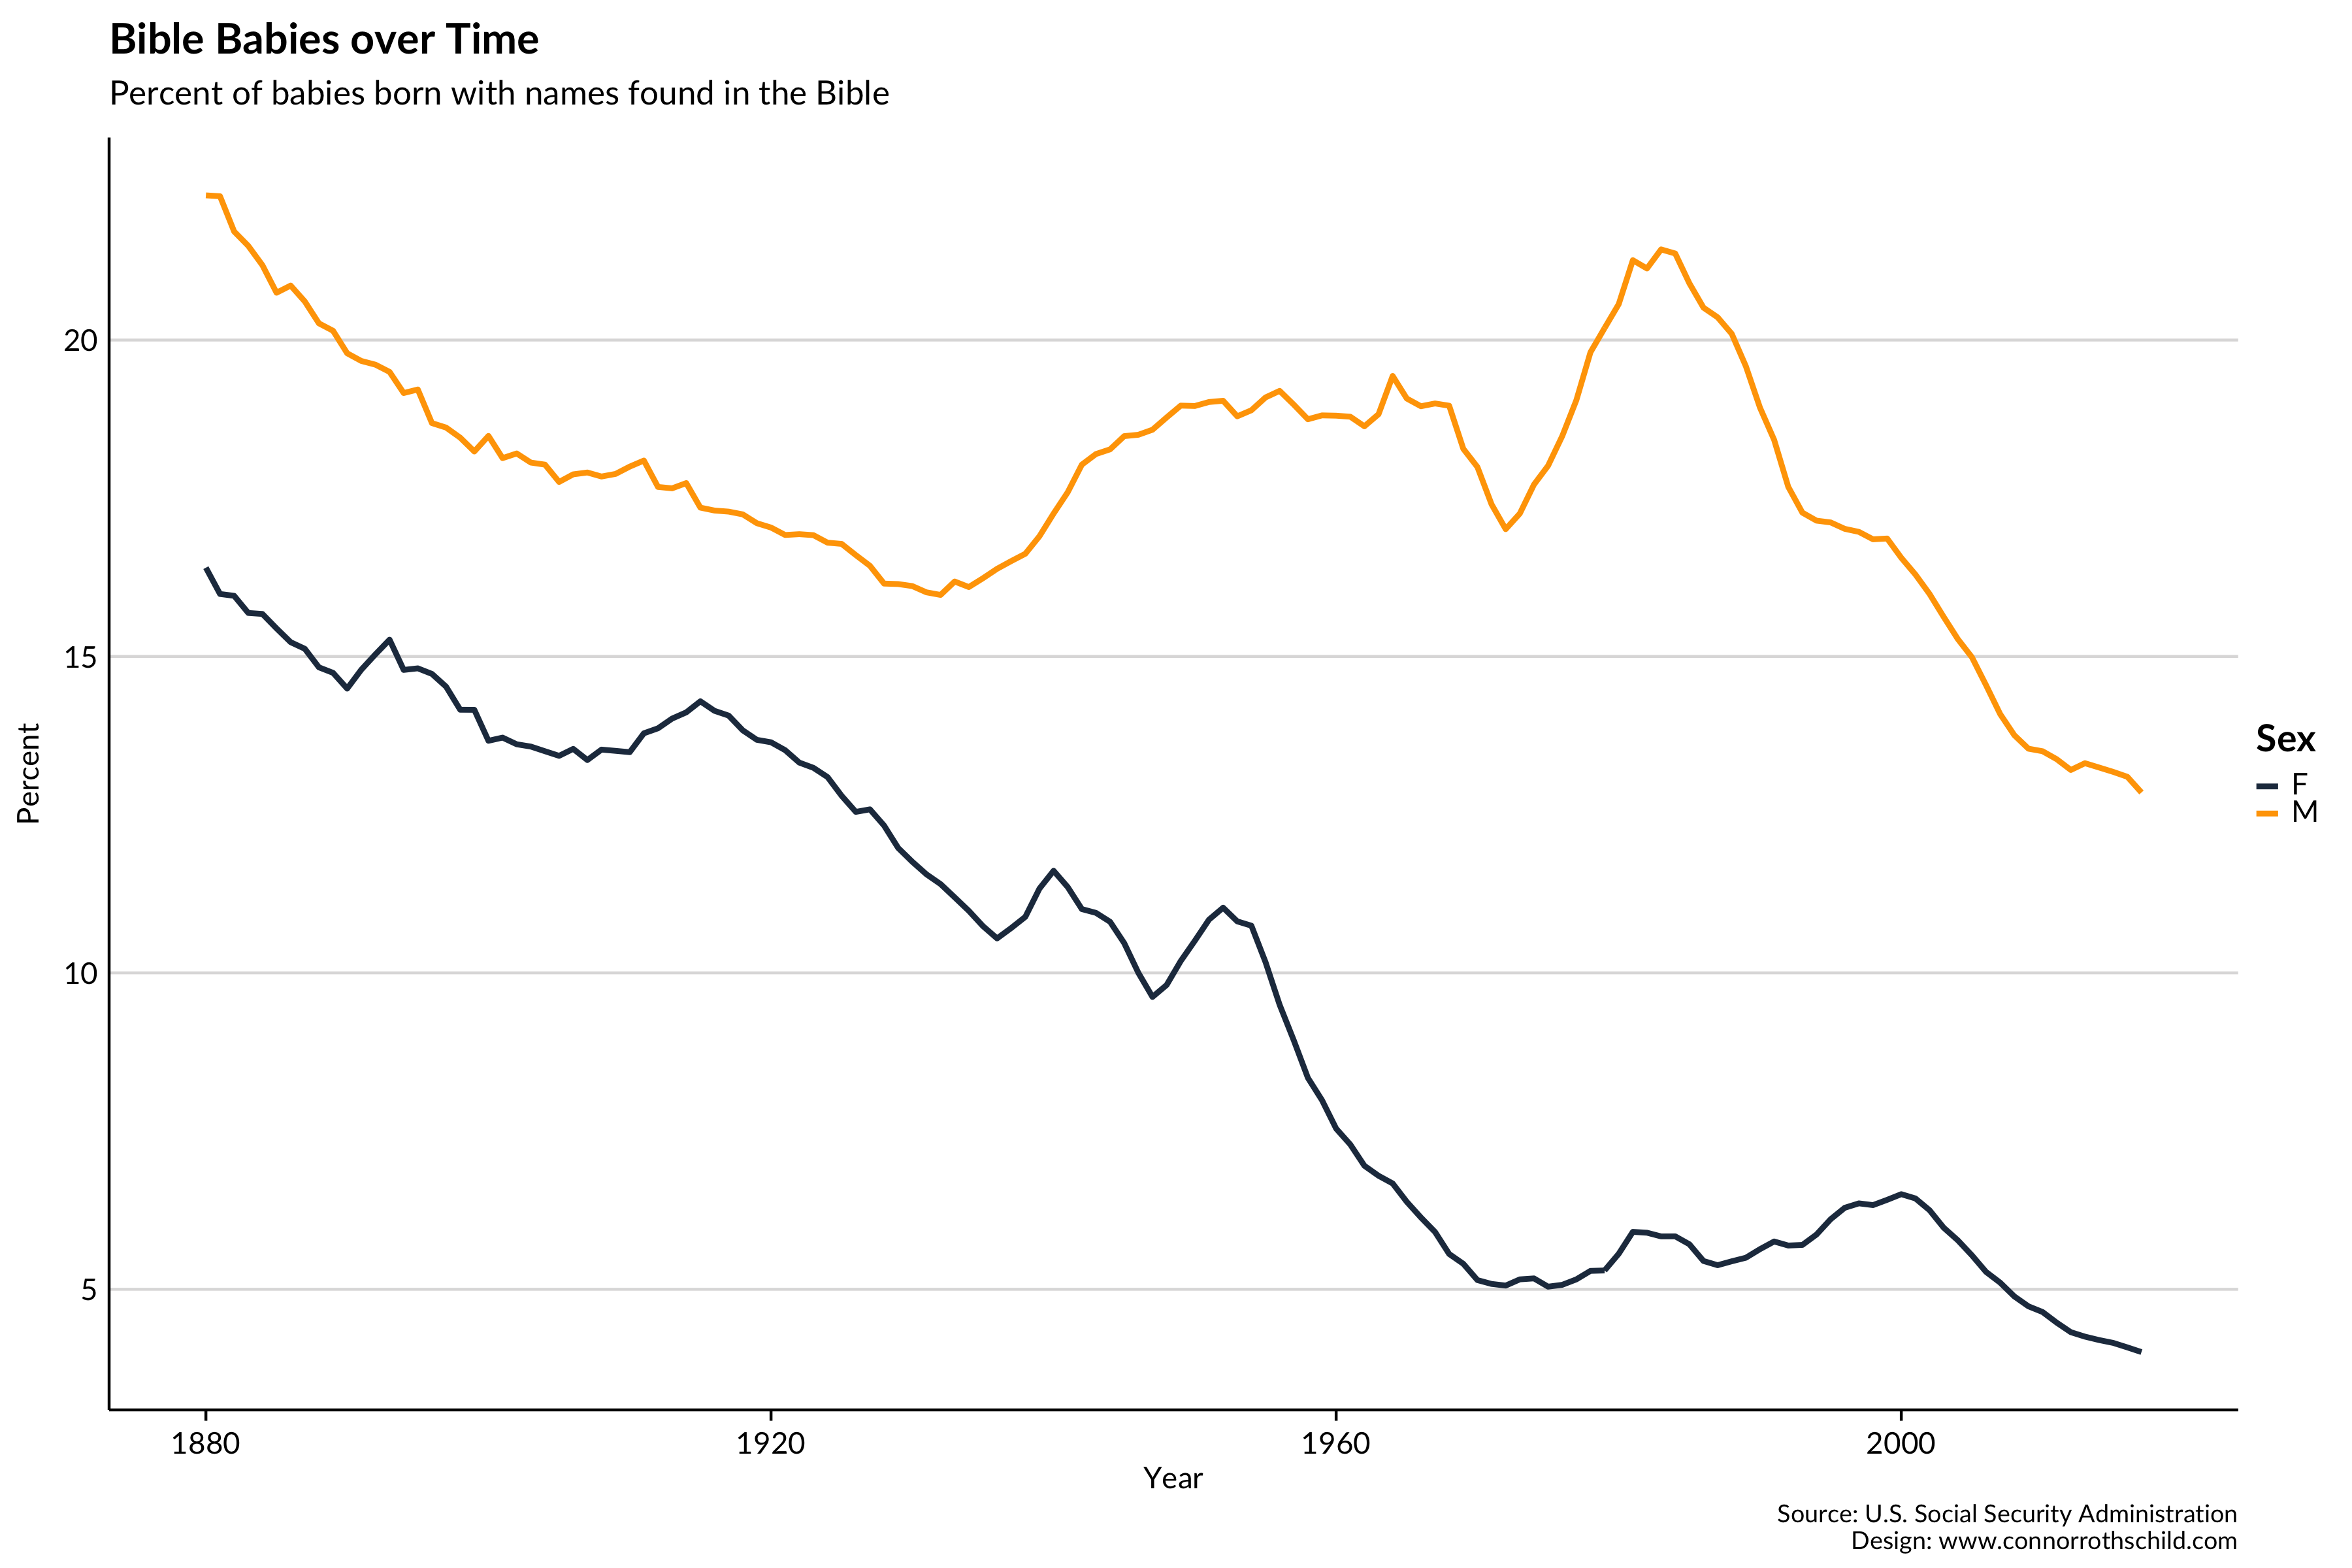 Bible Babies over Time
Percent of babies born with names found in the Bible
20
15
10
5
Percent
1880
1920
1960
2000
Year
Sex
F
M
Source: U.S. Social Security Administration
Design: www.connorrothschild.com